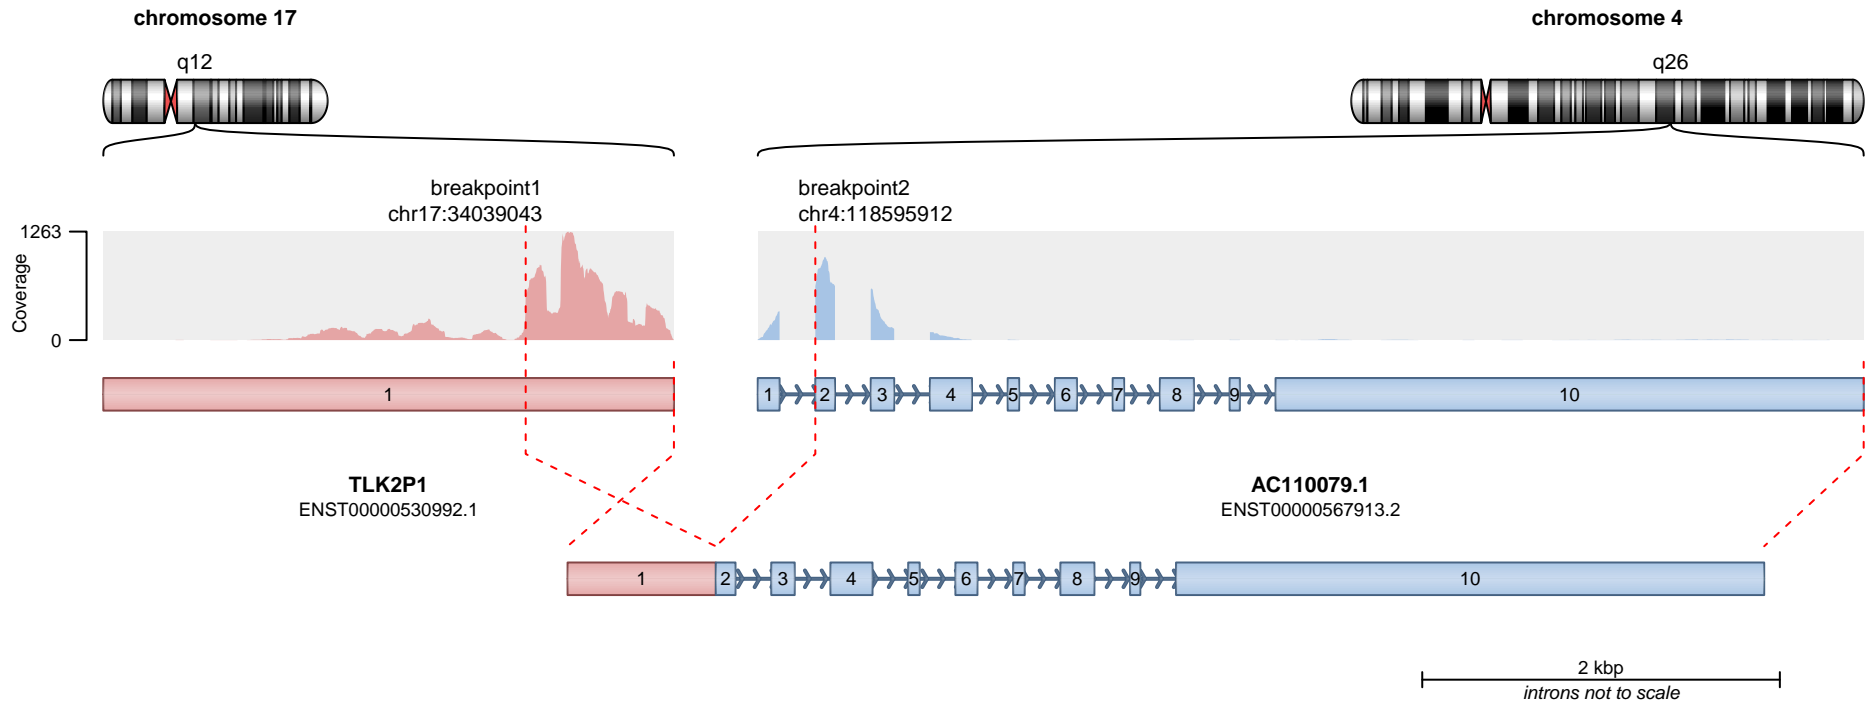 chromosome 17
chromosome 4
q12
q26
breakpoint1
chr17:34039043
breakpoint2
chr4:118595912
1263
0
Coverage
1
1 2 3 4 5 6 7 8 9 10
TLK2P1
ENST00000530992.1
AC110079.1
ENST00000567913.2
1 2 3 4 5 6 7 8 9 10
2 kbp
introns not to scale